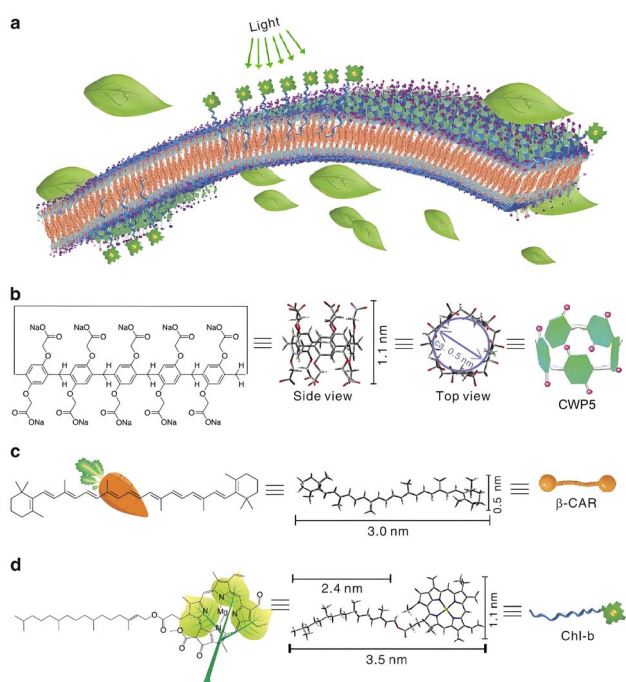 a
Light
b
NaO O NaO O NaO O NaO O NaO O
O O O O O
H H H H H
H H H H H
O O O O O
O O O O O
ONa ONa ONa ONa ONa
Side view
1.1 nm
ca. 0.5 nm
Top view
CWP5
c
3.0 nm
0.5 nm
β-CAR
d
O O
O O
O
N N
Mg
N N
O
2.4 nm
3.5 nm
1.1 nm
Chl-b